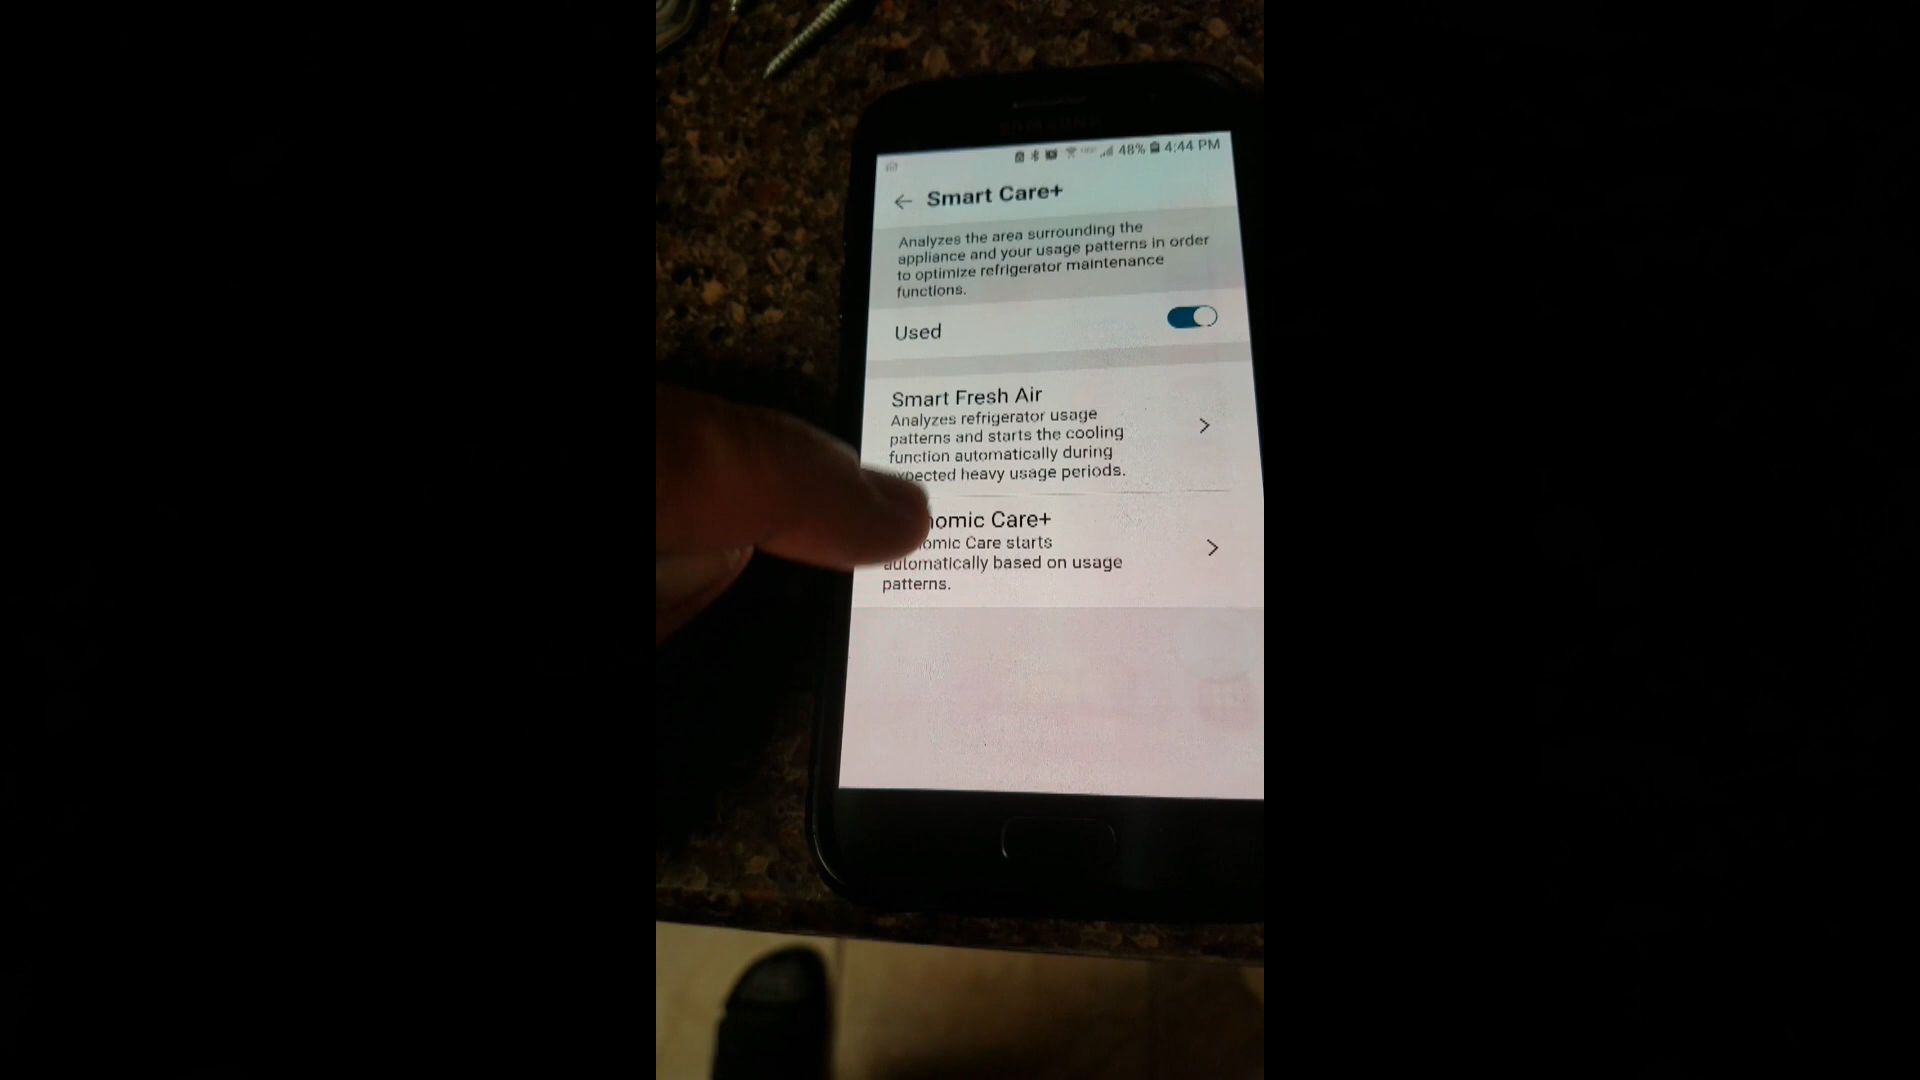 SAMSUNG
48% 4:44 PM
Smart Care+
Analyzes the area surrounding the
appliance and your usage patterns in order
to optimize refrigerator maintenance
functions.
Used
Smart Fresh Air
Analyzes refrigerator usage
patterns and starts the cooling
function automatically during
xpected heavy usage periods.
nomic Care+
omic Care starts
automatically based on usage
patterns.